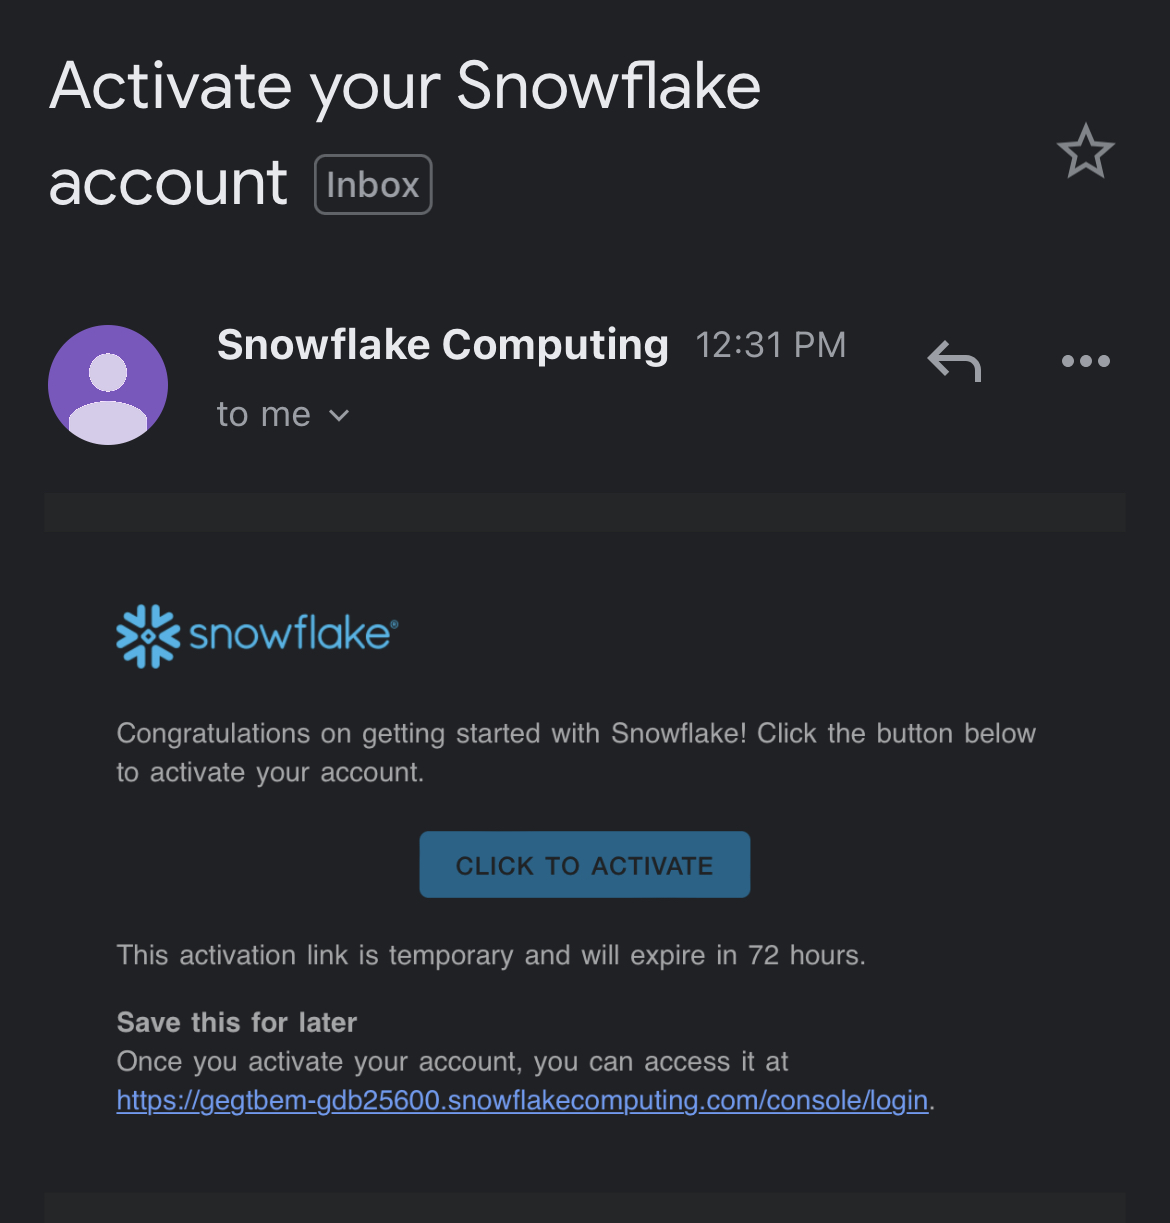 Activate your Snowflake
account Inbox
Snowflake Computing 12:31 PM
to me
snowflake®
Congratulations on getting started with Snowflake! Click the button below
to activate your account.
CLICK TO ACTIVATE
This activation link is temporary and will expire in 72 hours.
Save this for later
Once you activate your account, you can access it at
https://gegtbem-gdb25600.snowflakecomputing.com/console/login.